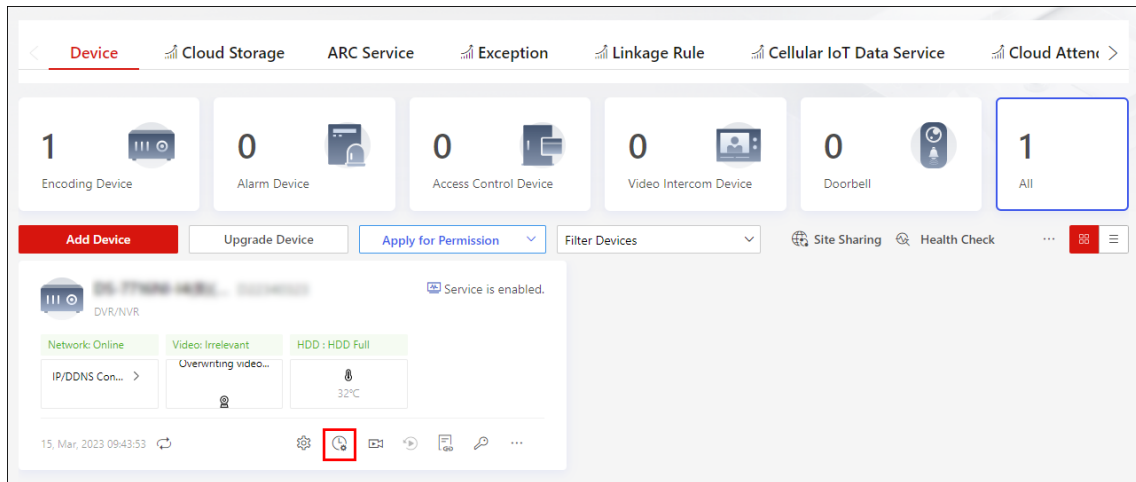 Device Cloud Storage ARC Service Exception Linkage Rule Cellular IoT Data Service Cloud Atten
1 0 0 0 0 1
Encoding Device Alarm Device Access Control Device Video Intercom Device Doorbell All
Add Device Upgrade Device Apply for Permission Filter Devices Site Sharing Health Check ...
Service is enabled.
DVR/NVR
Network: Online Video: Irrelevant HDD : HDD Full
IP/DDNS Con... > Overwriting video...
32°C
15, Mar, 2023 09:43:53 ...